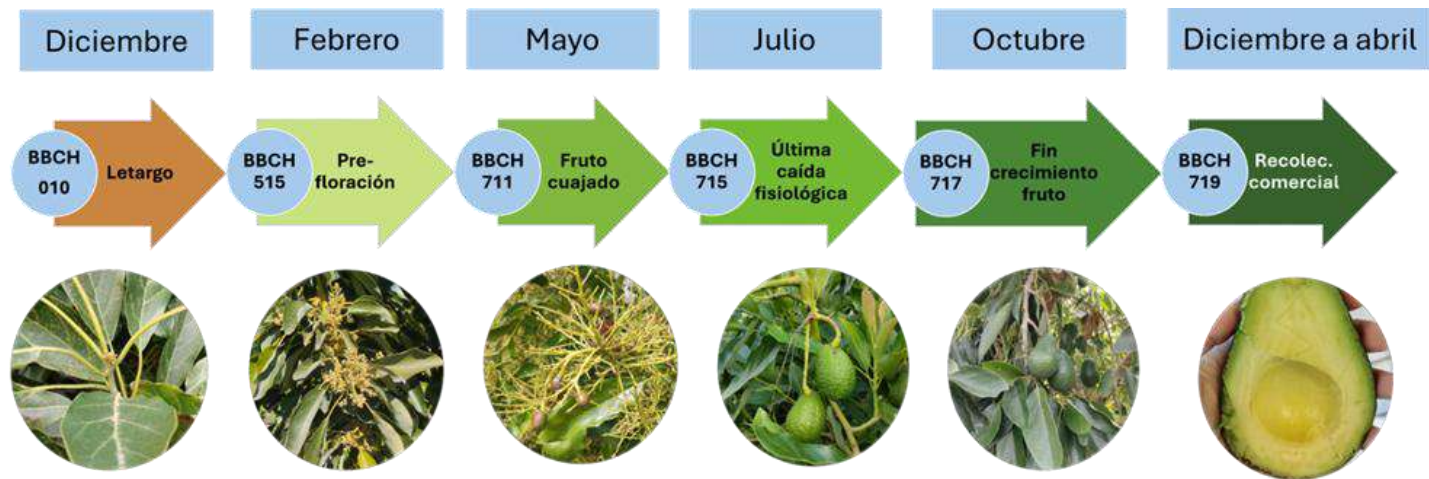 Diciembre
Febrero
Mayo
Julio
Octubre
Diciembre a abril
BBCH
010
Letargo
BBCH
515
Pre-
floración
BBCH
711
Fruto
cuajado
BBCH
715
Última
caída
fisiológica
BBCH
717
Fin
crecimiento
fruto
BBCH
719
Recolec.
comercial